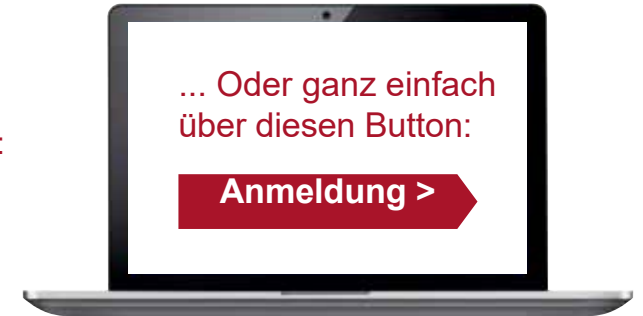 ... Oder ganz einfach
über diesen Button:
Anmeldung >